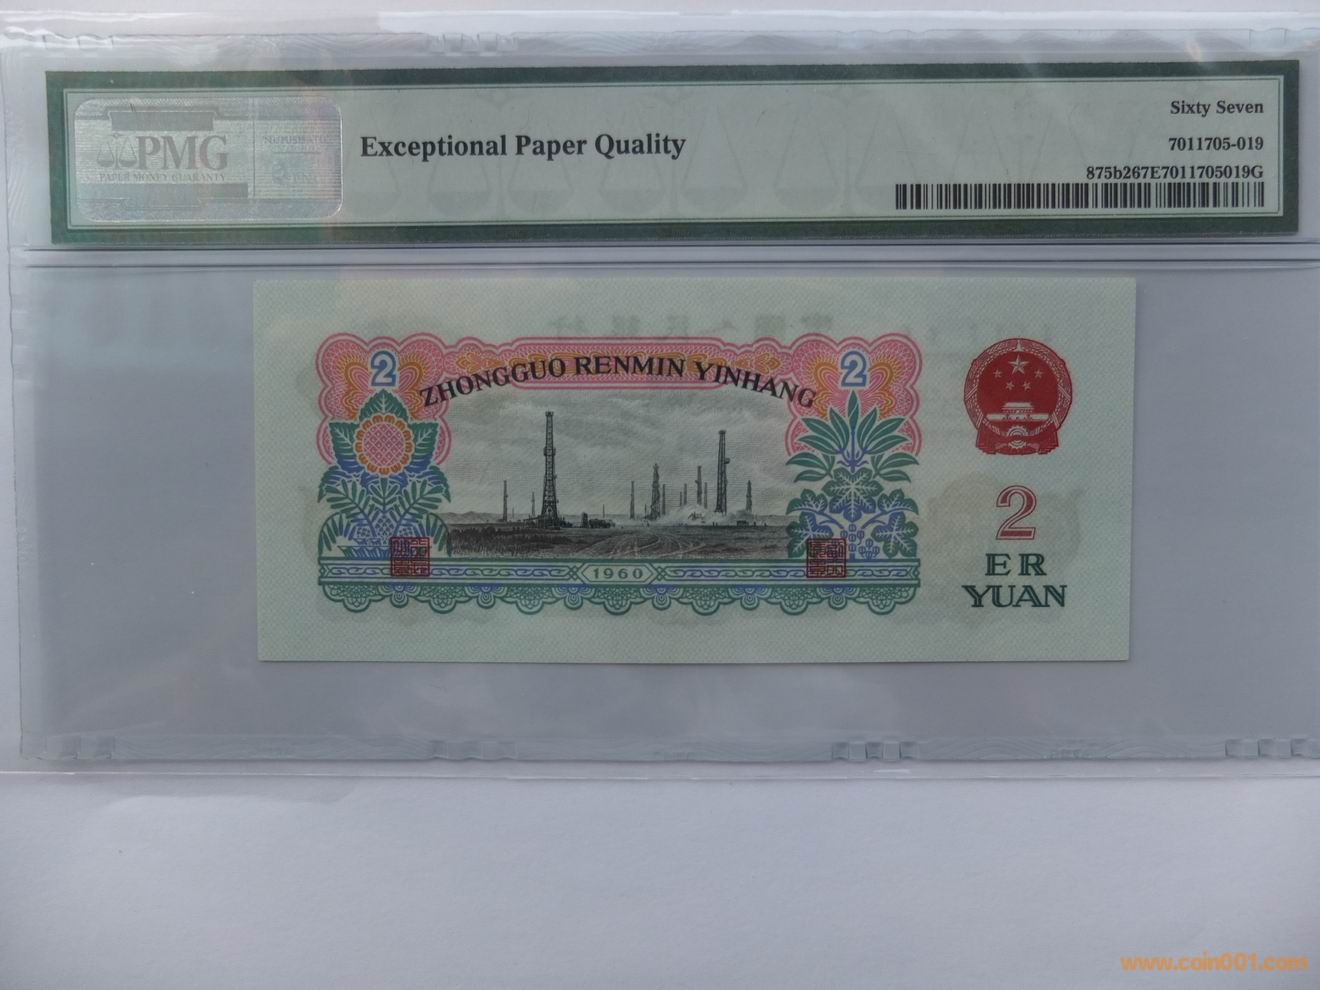 Sixty Seven
PMG
Exceptional Paper Quality
7011705-019
PAPER MONEY GUARANTY
875b267E7011705019G
2
ZHONGGUO RENMIN YINHANG
2
2
ER
YUAN
1960
www.coin001.com